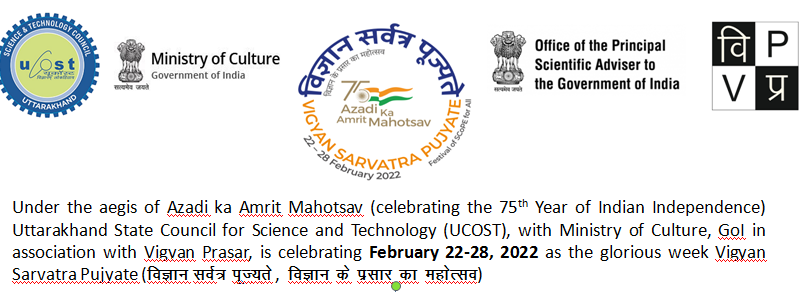 SCIENCE & TECHNOLOGY COUNCIL
UTTARAKHAND
Ministry of Culture
Government of India
सत्यमेव जयते
विज्ञान सर्वत्र पूज्यते
विज्ञान के प्रसार का महोत्सव
75
Azadi Ka
Amrit Mahotsav
VIGYAN SARVATRA PUJYATE
Festival of SCoPE for All
22 - 28 February 2022
सत्यमेव जयते
Office of the Principal
Scientific Adviser to
the Government of India
वि P
V प्र
Under the aegis of Azadi ka Amrit Mahotsav (celebrating the 75th Year of Indian Independence)
Uttarakhand State Council for Science and Technology (UCOST), with Ministry of Culture, GoI in
association with Vigyan Prasar, is celebrating February 22-28, 2022 as the glorious week Vigyan
Sarvatra Pujyate (विज्ञान सर्वत्र पूज्यते , विज्ञान के प्रसार का महोत्सव)